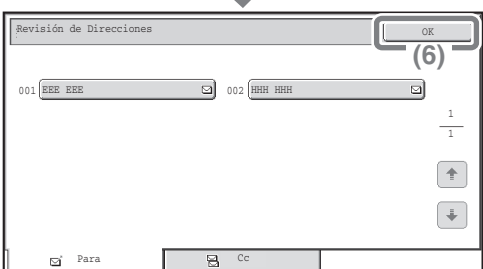 Revisión de Direcciones
OK
(6)
001 EEE EEE
002 HHH HHH
1
1
Para
Cc